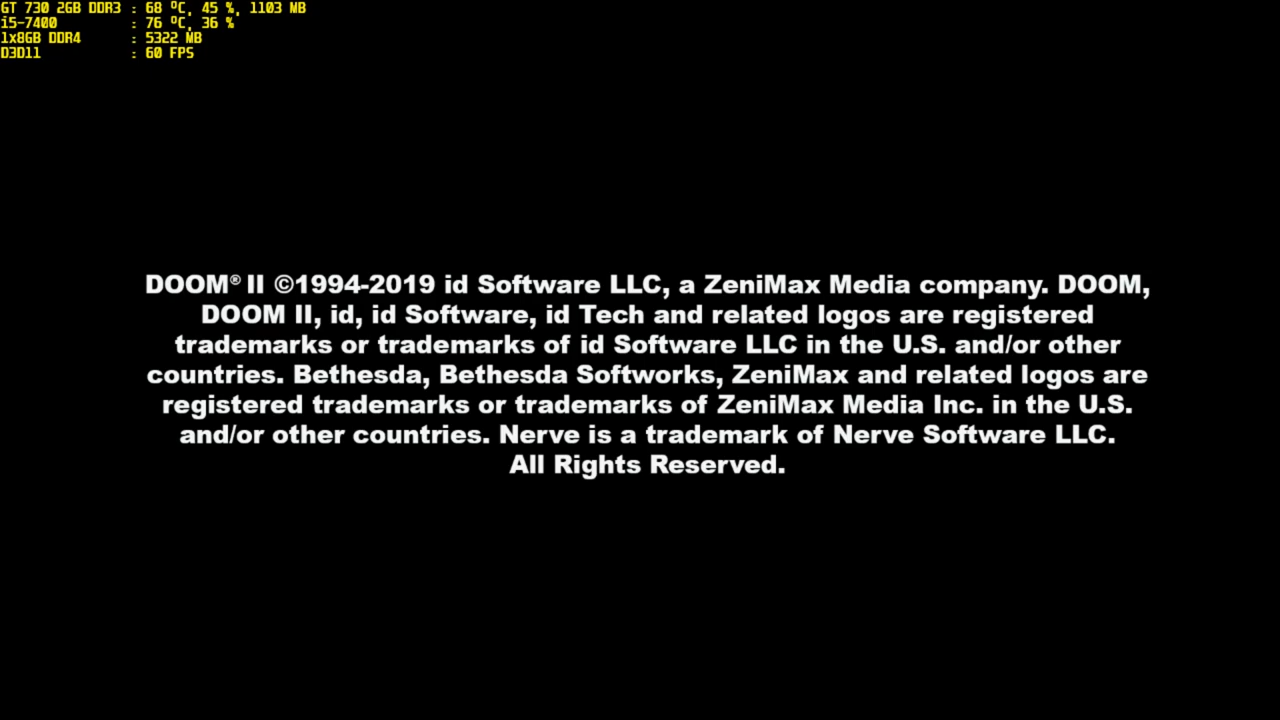 GT 730 2GB DDR3 : 68 ºC, 45 %, 1103 MB
i5-7400 : 76 ºC, 36 %
1x8GB DDR4 : 5322 MB
D3D11 : 60 FPS
DOOM® II ©1994-2019 id Software LLC, a ZeniMax Media company. DOOM,
DOOM II, id, id Software, id Tech and related logos are registered
trademarks or trademarks of id Software LLC in the U.S. and/or other
countries. Bethesda, Bethesda Softworks, ZeniMax and related logos are
registered trademarks or trademarks of ZeniMax Media Inc. in the U.S.
and/or other countries. Nerve is a trademark of Nerve Software LLC.
All Rights Reserved.